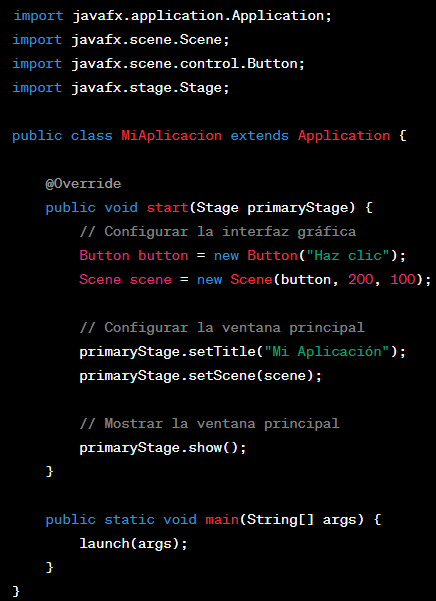 import javafx.application.Application;
import javafx.scene.Scene;
import javafx.scene.control.Button;
import javafx.stage.Stage;

public class MiAplicacion extends Application {

    @Override
    public void start(Stage primaryStage) {
        // Configurar la interfaz gráfica
        Button button = new Button("Haz clic");
        Scene scene = new Scene(button, 200, 100);

        // Configurar la ventana principal
        primaryStage.setTitle("Mi Aplicación");
        primaryStage.setScene(scene);

        // Mostrar la ventana principal
        primaryStage.show();
    }

    public static void main(String[] args) {
        launch(args);
    }
}